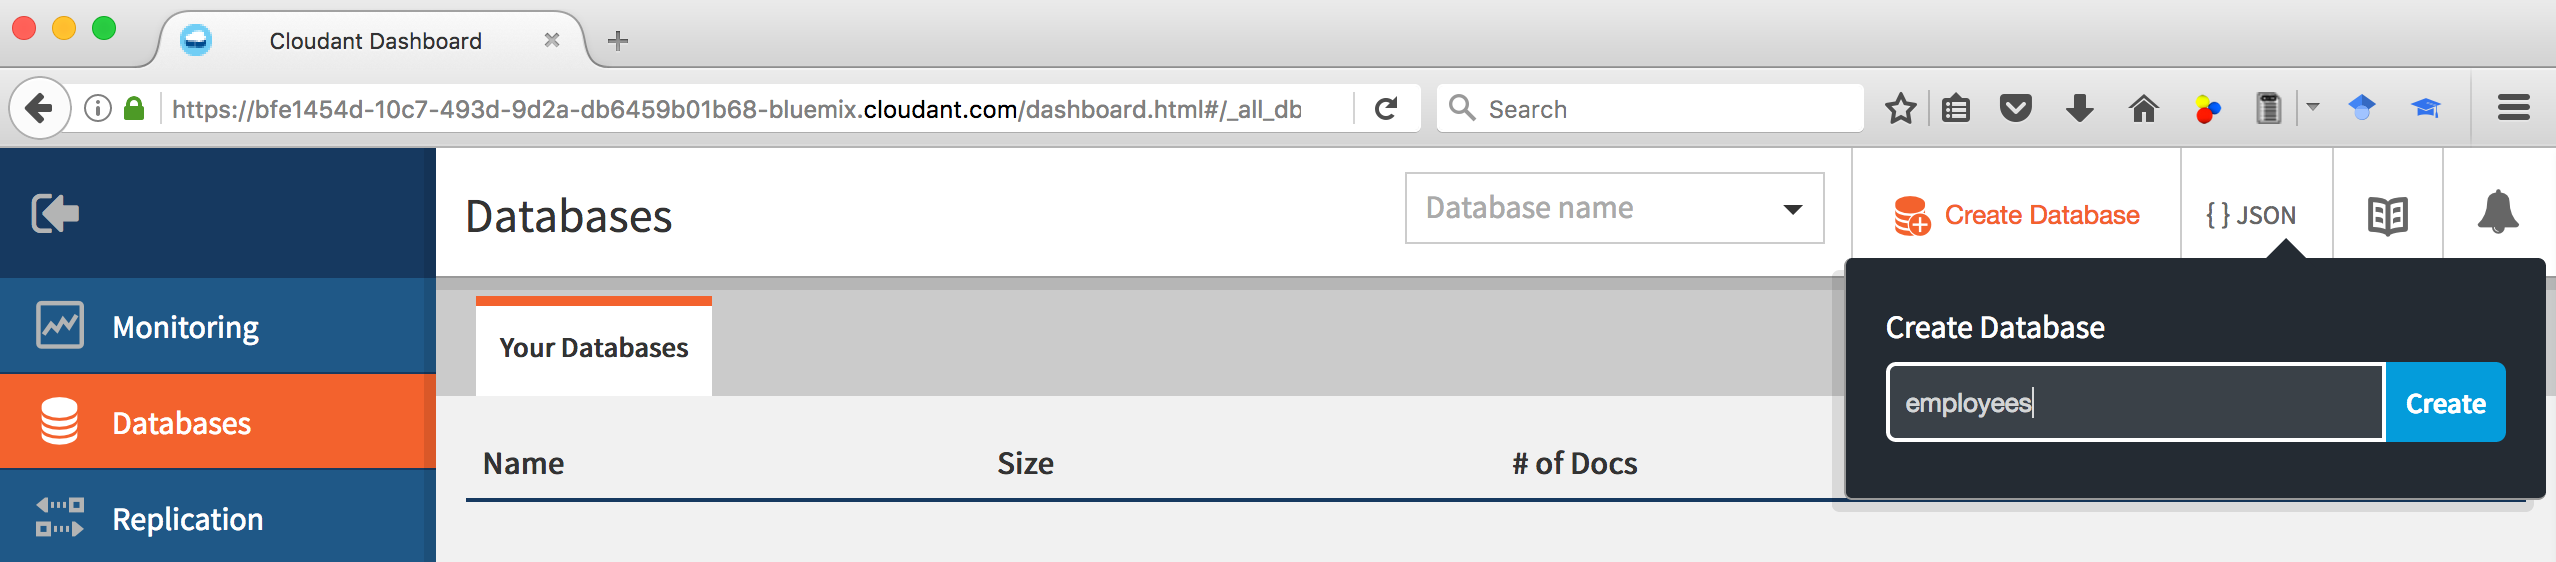 Cloudant Dashboard
https://bfe1454d-10c7-493d-9d2a-db6459b01b68-bluemix.cloudant.com/dashboard.html#/_all_db
Search
Databases
Database name
Create Database
{ } JSON
Monitoring
Databases
Replication
Your Databases
Name Size # of Docs
Create Database
employees
Create